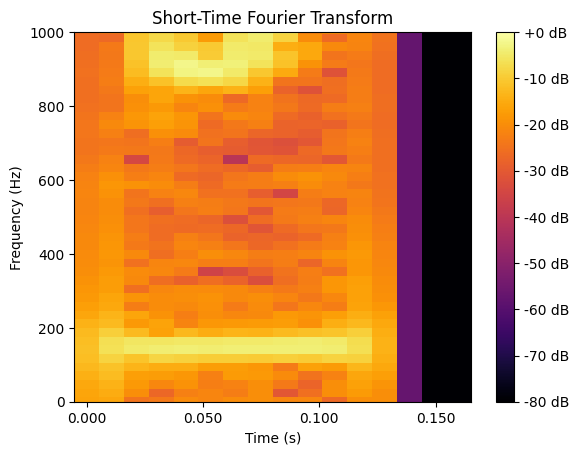 Short-Time Fourier Transform
1000
800
600
400
200
0
Frequency (Hz)
0.000
0.050
0.100
0.150
Time (s)
+0 dB
-10 dB
-20 dB
-30 dB
-40 dB
-50 dB
-60 dB
-70 dB
-80 dB